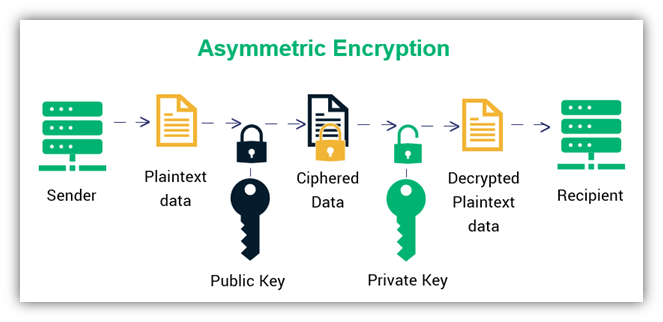 Asymmetric Encryption
Sender
Plaintext
data
Ciphered
Data
Decrypted
Plaintext
data
Recipient
Public Key
Private Key